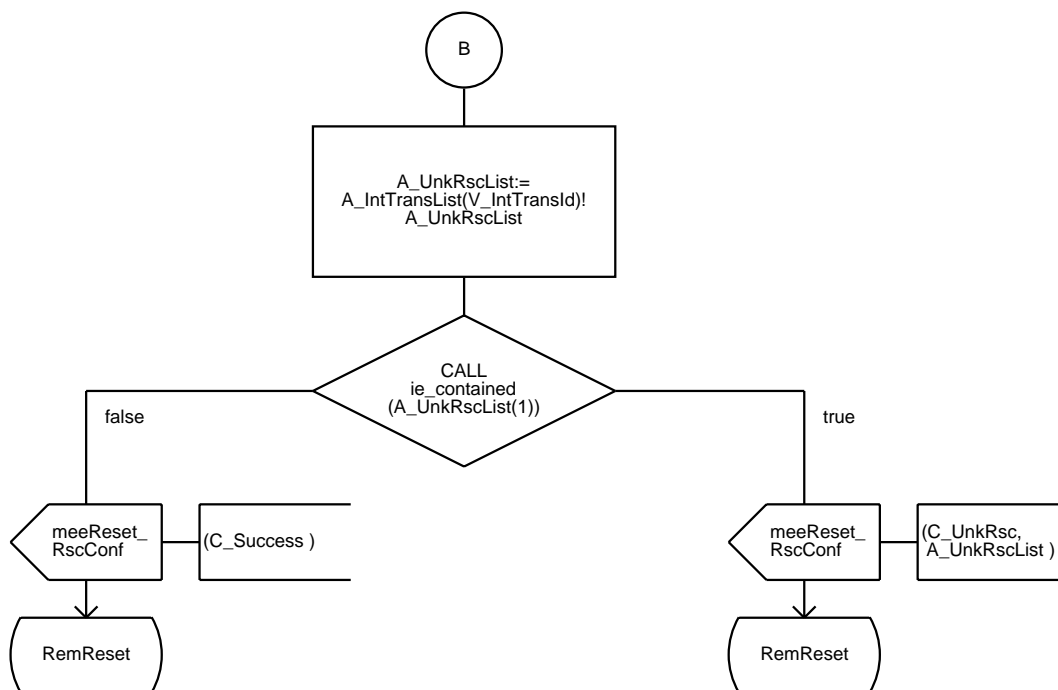 B
A_UnkRscList:=
A_IntTransList(V_IntTransId)!
A_UnkRscList
CALL
ie_contained
(A_UnkRscList(1))
false
true
meeReset_
RscConf
(C_Success )
meeReset_
RscConf
(C_UnkRsc,
A_UnkRscList )
RemReset
RemReset